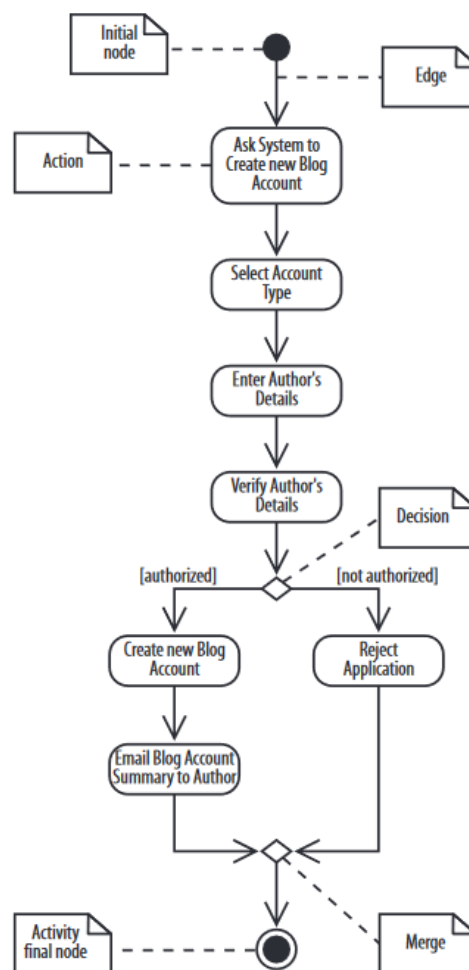 Initial
node
Edge
Ask System to
Create new Blog
Account
Action
Select Account
Type
Enter Author's
Details
Verify Author's
Details
Decision
[authorized]
[not authorized]
Create new Blog
Account
Reject
Application
Email Blog Account
Summary to Author
Activity
final node
Merge